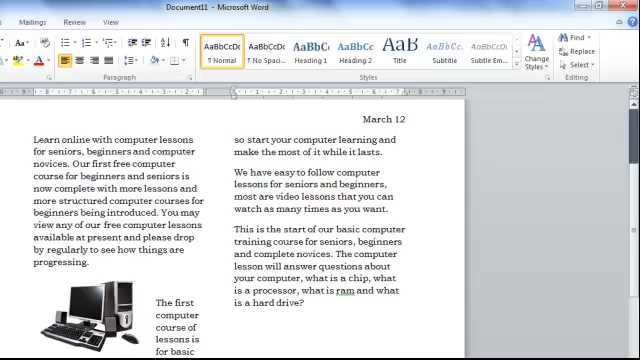 Document11 - Microsoft Word
Mailings Review View
Aa
Paragraph
AaBbCcDc
¶ Normal
AaBbCcDc
¶ No Spaci...
AaBbC
Heading 1
AaBbCc
Heading 2
AaB
Title
AaBbCcI
Subtitle
AaBbCcDc
Subtle Em...
Styles
A
Change
Styles
Find
Replace
Select
Editing
March 12
Learn online with computer lessons
for seniors, beginners and computer
novices. Our first free computer
course for beginners and seniors is
now complete with more lessons and
more structured computer courses for
beginners being introduced. You may
view any of our free computer lessons
available at present and please drop
by regularly to see how things are
progressing.
The first
computer
course of
lessons is
for basic
so start your computer learning and
make the most of it while it lasts.
We have easy to follow computer
lessons for seniors and beginners,
most are video lessons that you can
watch as many times as you want.
This is the start of our basic computer
training course for seniors, beginners
and complete novices. The computer
lesson will answer questions about
your computer, what is a chip, what
is a processor, what is ram and what
is a hard drive?